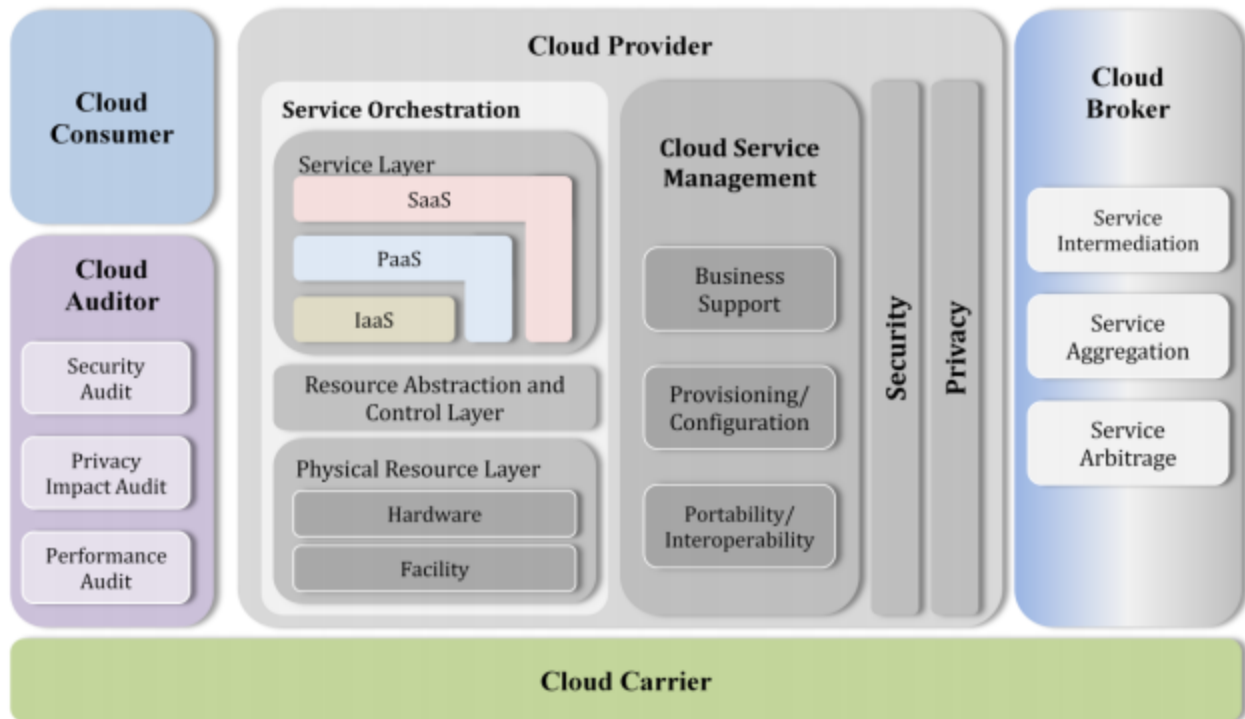 Cloud
Consumer
Cloud
Auditor
Security
Audit
Privacy
Impact Audit
Performance
Audit
Cloud Provider
Service Orchestration
Service Layer
SaaS
PaaS
IaaS
Resource Abstraction and
Control Layer
Physical Resource Layer
Hardware
Facility
Cloud Service
Management
Business
Support
Provisioning/
Configuration
Portability/
Interoperability
Security
Privacy
Cloud
Broker
Service
Intermediation
Service
Aggregation
Service
Arbitrage
Cloud Carrier